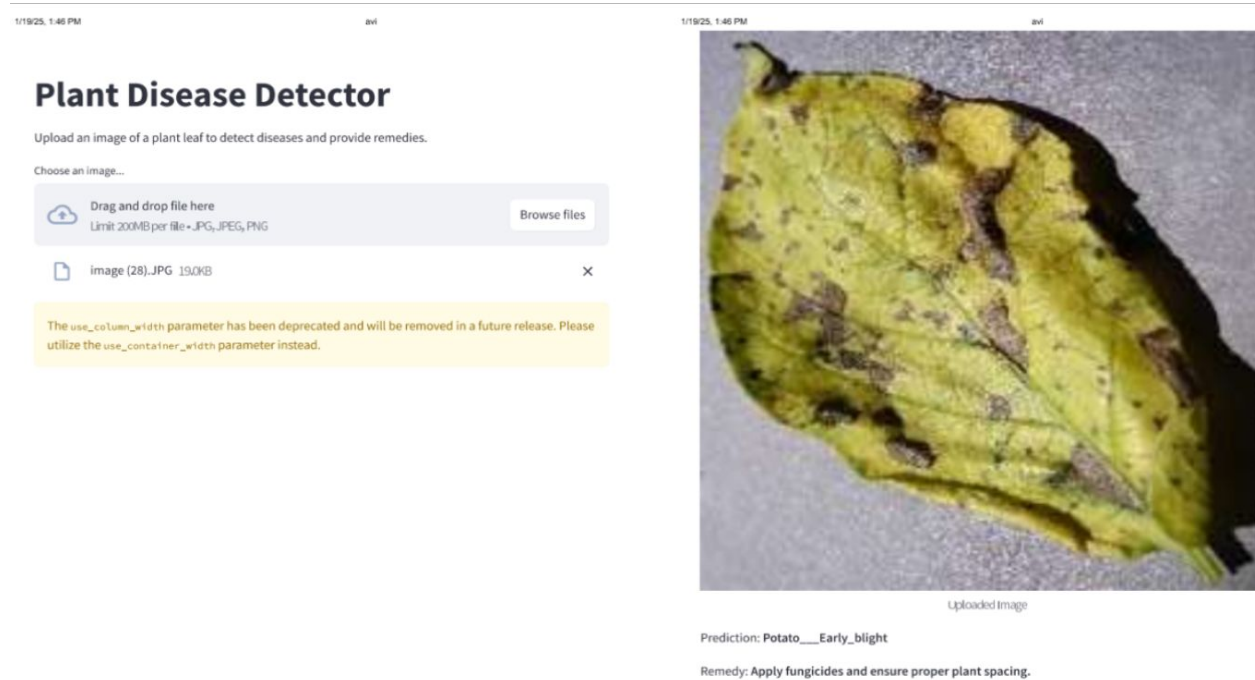 1/19/25, 1:46 PM
avi
Plant Disease Detector
Upload an image of a plant leaf to detect diseases and provide remedies.
Choose an image...
Drag and drop file here
Limit 200MB per file • JPG, JPEG, PNG
Browse files
image (28).JPG 19.0KB
The use_column_width parameter has been deprecated and will be removed in a future release. Please
utilize the use_container_width parameter instead.
1/19/25, 1:46 PM
avi
Uploaded Image
Prediction: Potato___Early_blight
Remedy: Apply fungicides and ensure proper plant spacing.